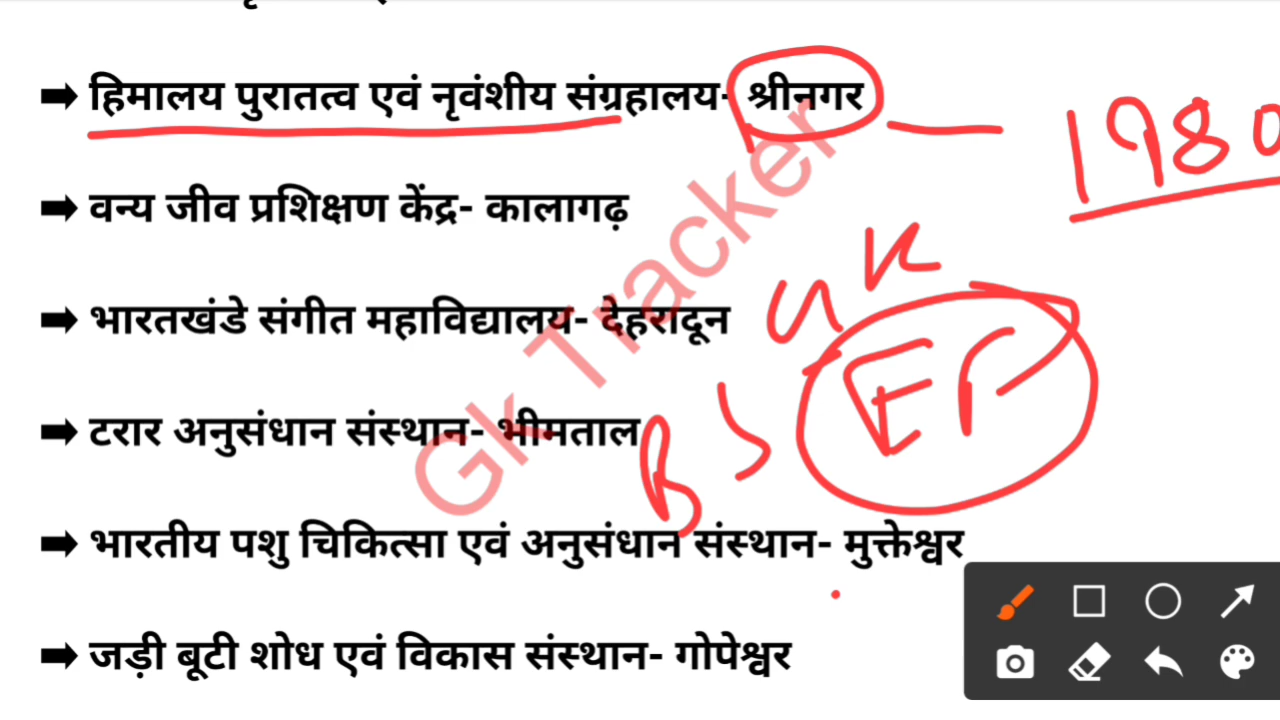 ➡ हिमालय पुरातत्व एवं नृवंशीय संग्रहालय- श्रीनगर
1980
➡ वन्य जीव प्रशिक्षण केंद्र- कालागढ़
UK
➡ भारतखंडे संगीत महाविद्यालय- देहरादून
EF
➡ टरार अनुसंधान संस्थान- भीमताल
➡ भारतीय पशु चिकित्सा एवं अनुसंधान संस्थान- मुक्तेश्वर
➡ जड़ी बूटी शोध एवं विकास संस्थान- गोपेश्वर
Gk Tracker